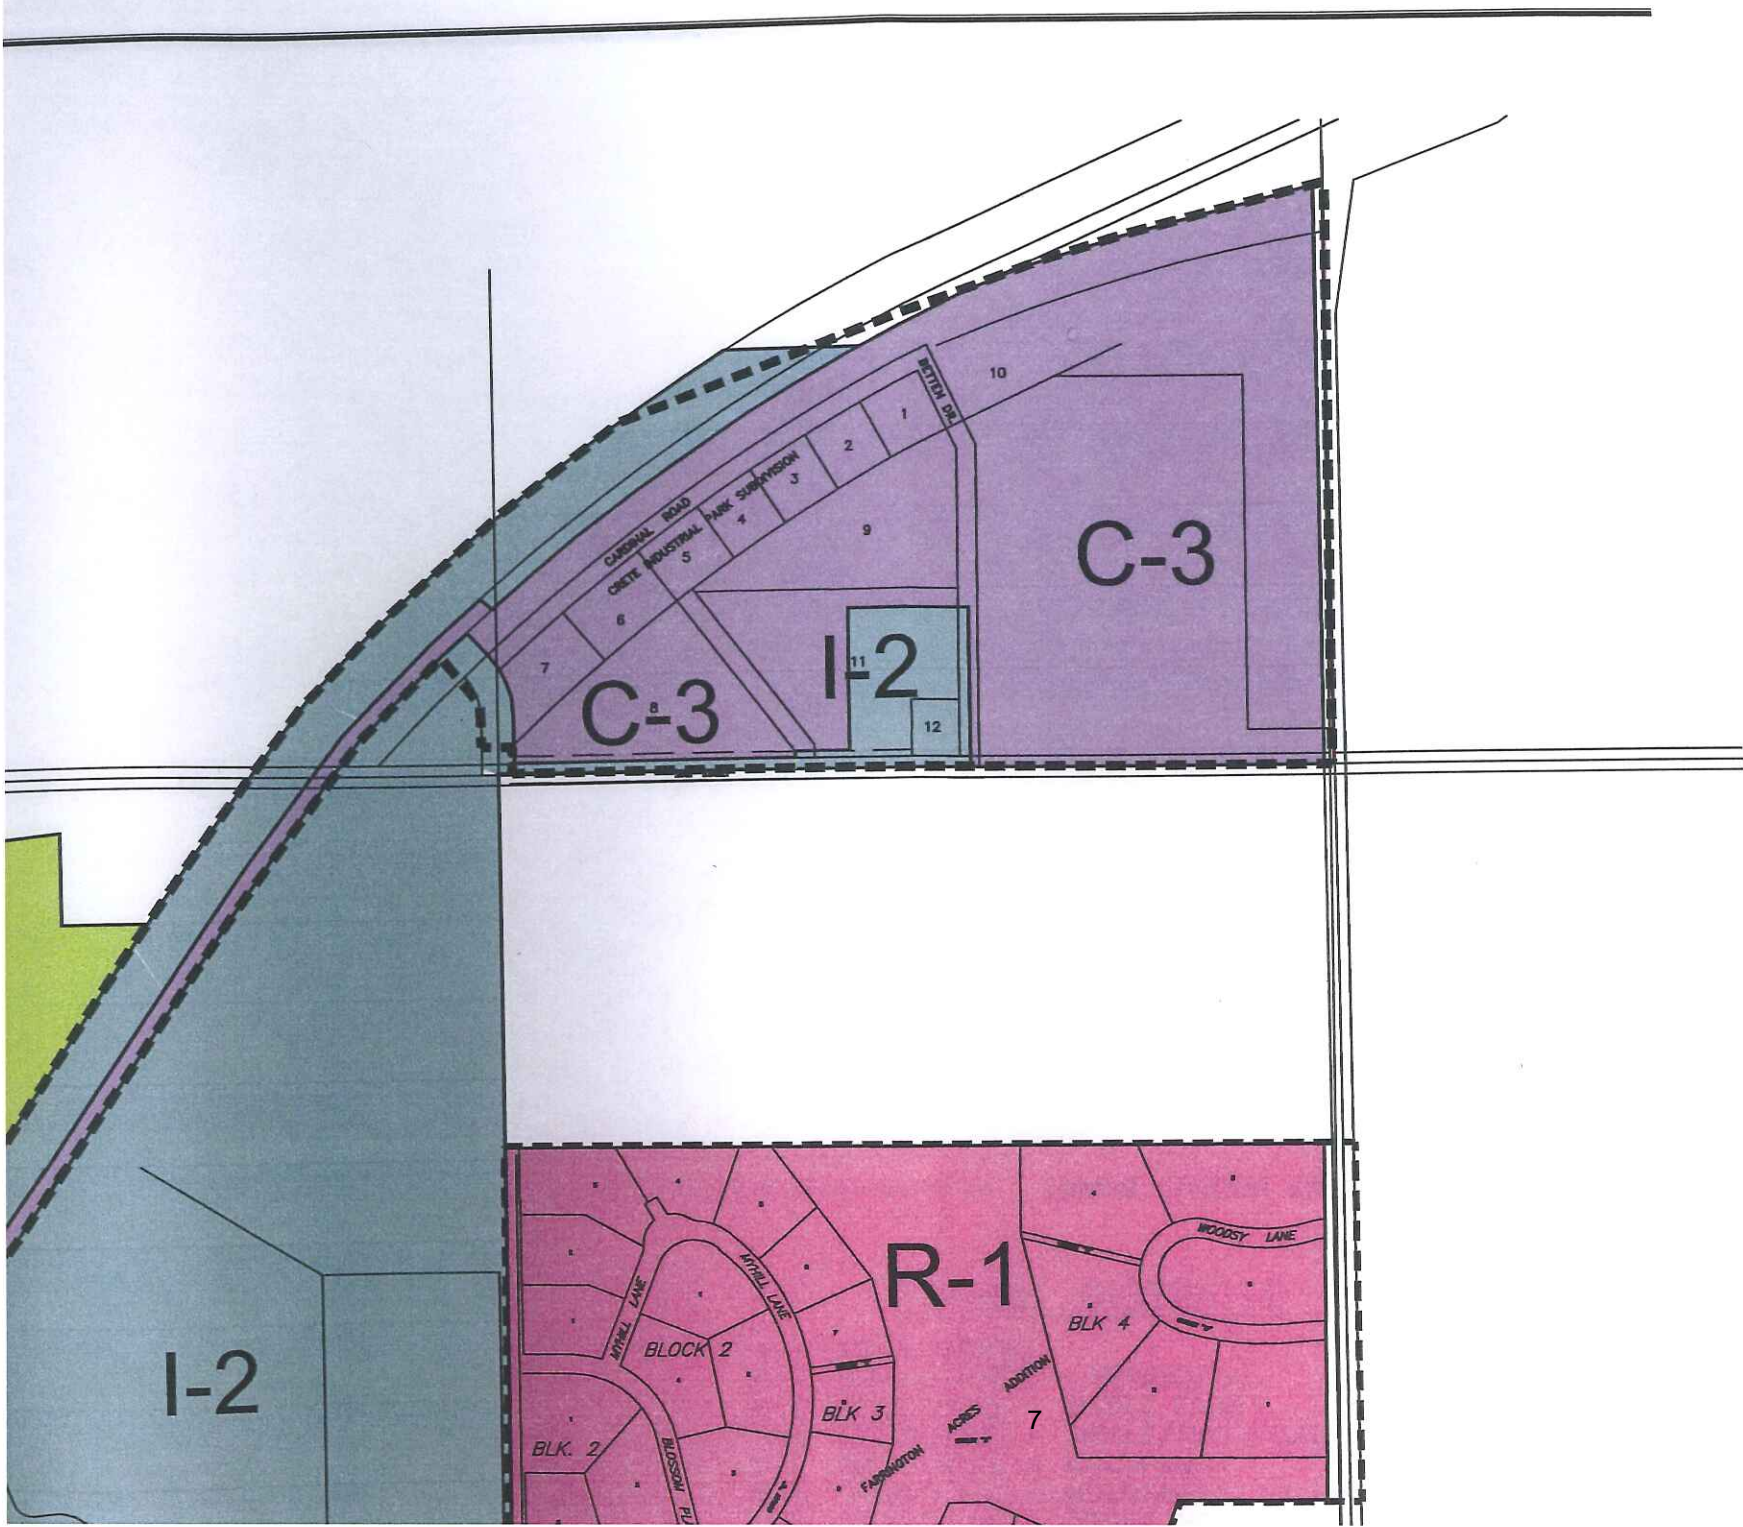 BETTEN DR.
10
1
2
3
4
5
6
7
CARDINAL ROAD
CRETE INDUSTRIAL PARK SUBDIVISION
9
C-3
I-2
11
12
C-3
8
R-1
WOODSY LANE
MYHILL LANE
MYHILL LANE
BLOCK 2
BLK 4
BLK 3
BLK. 2
BLOSSOM
FARRINGTON ACRES ADDITION
7
I-2